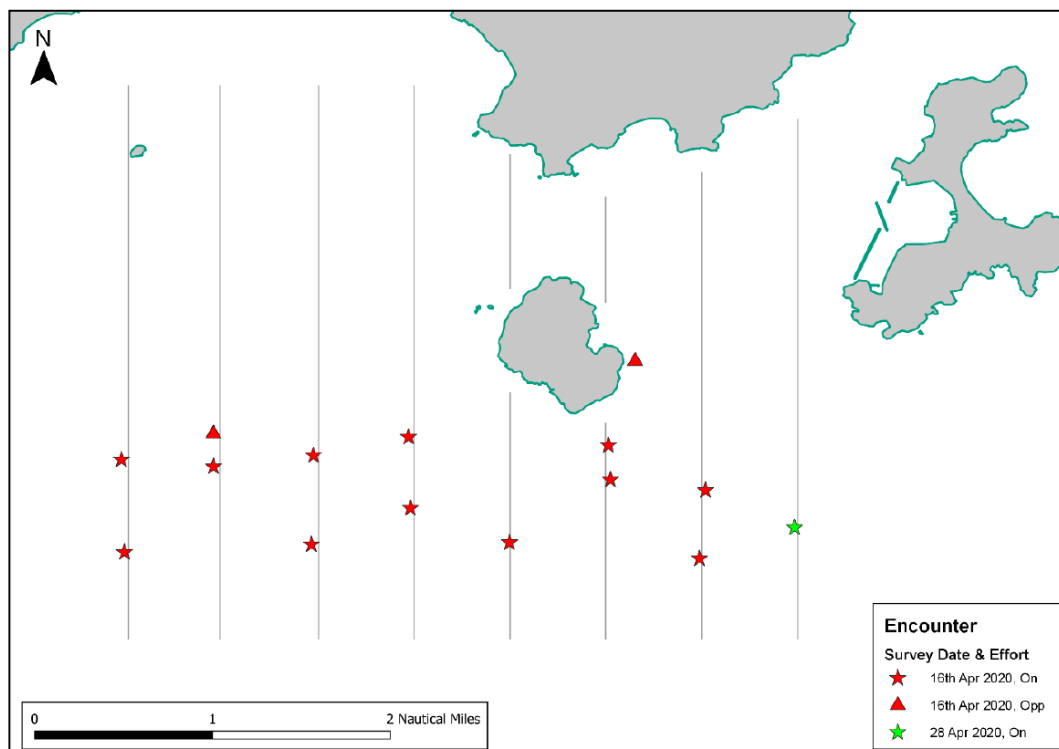 N
Encounter
Survey Date & Effort
16th Apr 2020, On
16th Apr 2020, Opp
28 Apr 2020, On
0 1 2 Nautical Miles